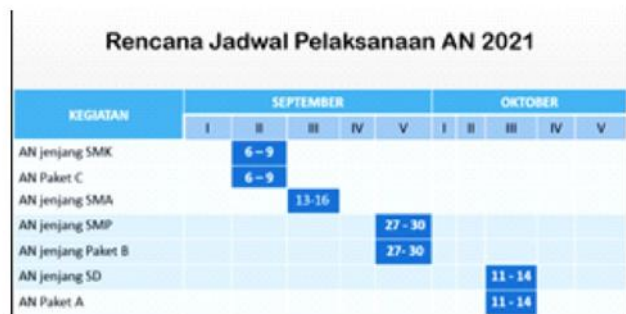 Rencana Jadwal Pelaksanaan AN 2021
KEGIATAN SEPTEMBER OKTOBER
I II III IV V I II III IV V
AN jenjang SMK 6 – 9
AN Paket C 6 – 9
AN jenjang SMA 13-16
AN jenjang SMP 27 - 30
AN jenjang Paket B 27- 30
AN jenjang SD 11 - 14
AN Paket A 11 - 14